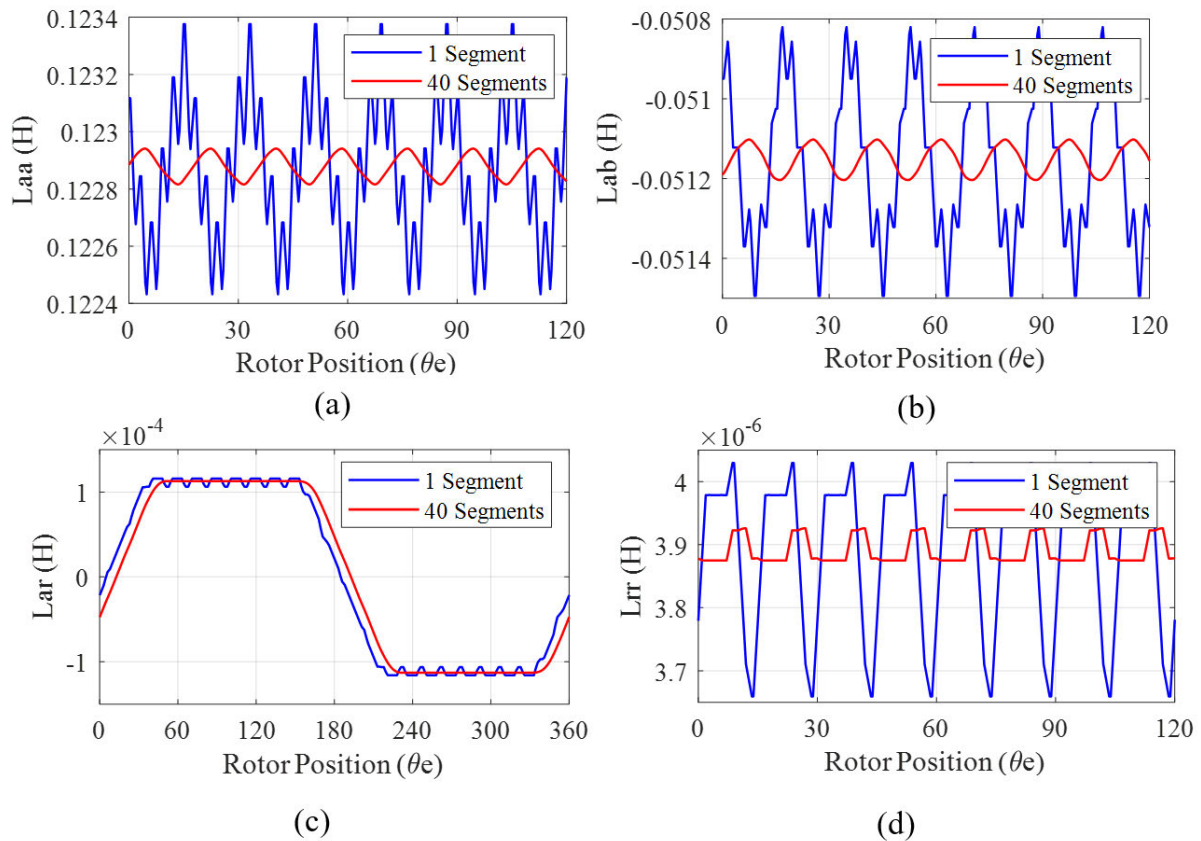 0.1234
0.1232
0.123
0.1228
0.1226
0.1224
Laa (H)
1 Segment
40 Segments
0 30 60 90 120
Rotor Position (θe)
(a)
-0.0508
-0.051
-0.0512
-0.0514
Lab (H)
1 Segment
40 Segments
0 30 60 90 120
Rotor Position (θe)
(b)
×10⁻⁴
1
0
-1
Lar (H)
1 Segment
40 Segments
0 60 120 180 240 300 360
Rotor Position (θe)
(c)
×10⁻⁶
4
3.9
3.8
3.7
Lrr (H)
1 Segment
40 Segments
0 30 60 90 120
Rotor Position (θe)
(d)